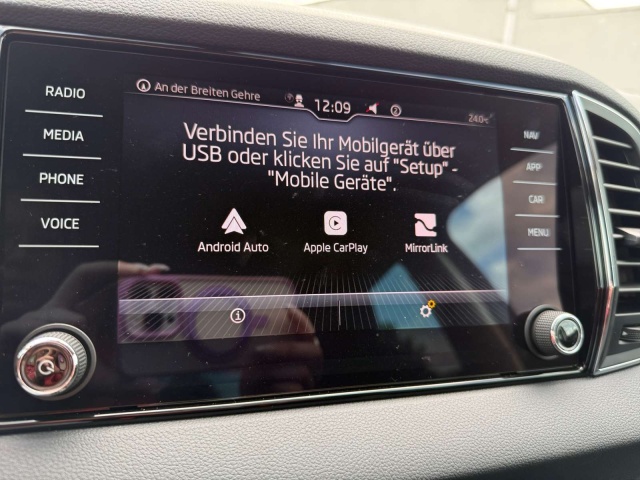 RADIO
MEDIA
PHONE
VOICE
An der Breiten Gehre
12:09
2
24.0°C
Verbinden Sie Ihr Mobilgerät über
USB oder klicken Sie auf "Setup" -
"Mobile Geräte".
Android Auto
Apple CarPlay
MirrorLink
NAV
APP
CAR
MENU